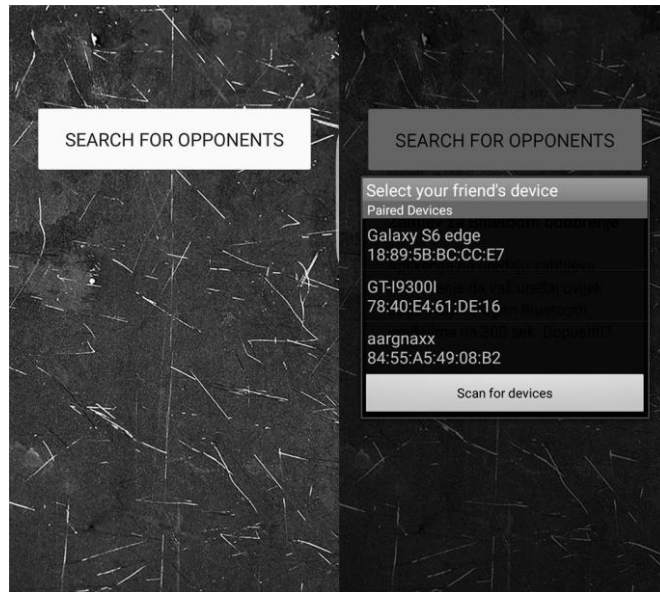 SEARCH FOR OPPONENTS
SEARCH FOR OPPONENTS
Select your friend's device
Paired Devices
Galaxy S6 edge
18:89:5B:BC:CC:E7
GT-I9300I
78:40:E4:61:DE:16
aargnaxx
84:55:A5:49:08:B2
Scan for devices